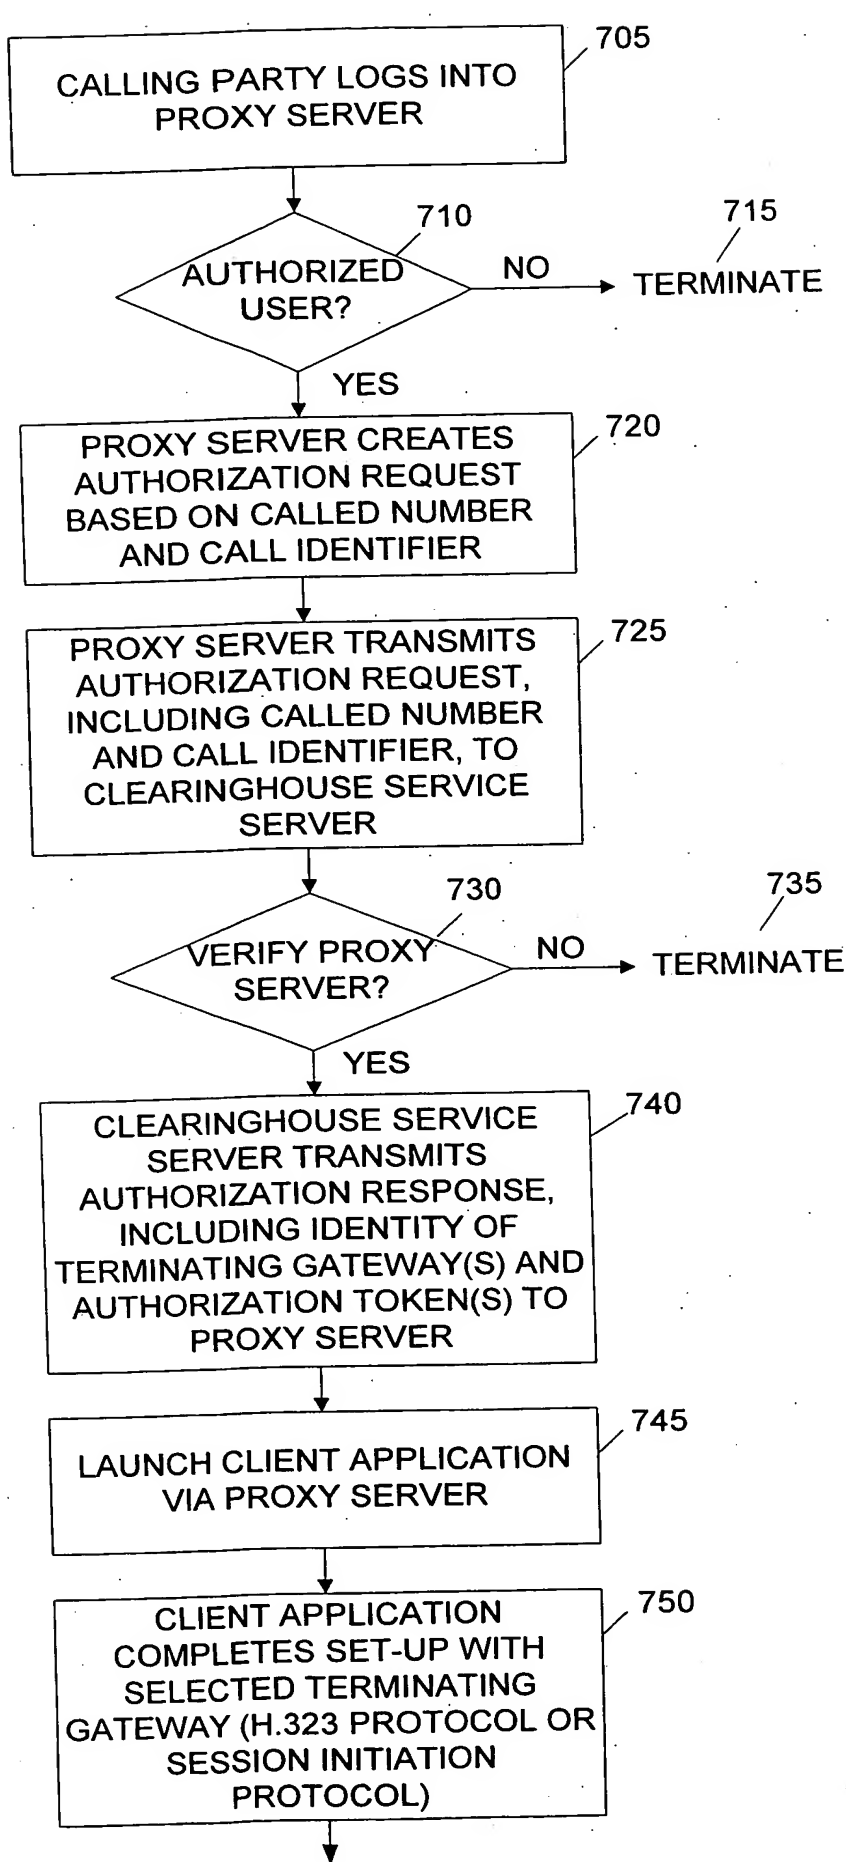 705
CALLING PARTY LOGS INTO
PROXY SERVER
710
715
AUTHORIZED
USER?
NO
TERMINATE
YES
720
PROXY SERVER CREATES
AUTHORIZATION REQUEST
BASED ON CALLED NUMBER
AND CALL IDENTIFIER
725
PROXY SERVER TRANSMITS
AUTHORIZATION REQUEST,
INCLUDING CALLED NUMBER
AND CALL IDENTIFIER, TO
CLEARINGHOUSE SERVICE
SERVER
730
735
VERIFY PROXY
SERVER?
NO
TERMINATE
YES
740
CLEARINGHOUSE SERVICE
SERVER TRANSMITS
AUTHORIZATION RESPONSE,
INCLUDING IDENTITY OF
TERMINATING GATEWAY(S) AND
AUTHORIZATION TOKEN(S) TO
PROXY SERVER
745
LAUNCH CLIENT APPLICATION
VIA PROXY SERVER
750
CLIENT APPLICATION
COMPLETES SET-UP WITH
SELECTED TERMINATING
GATEWAY (H.323 PROTOCOL OR
SESSION INITIATION
PROTOCOL)